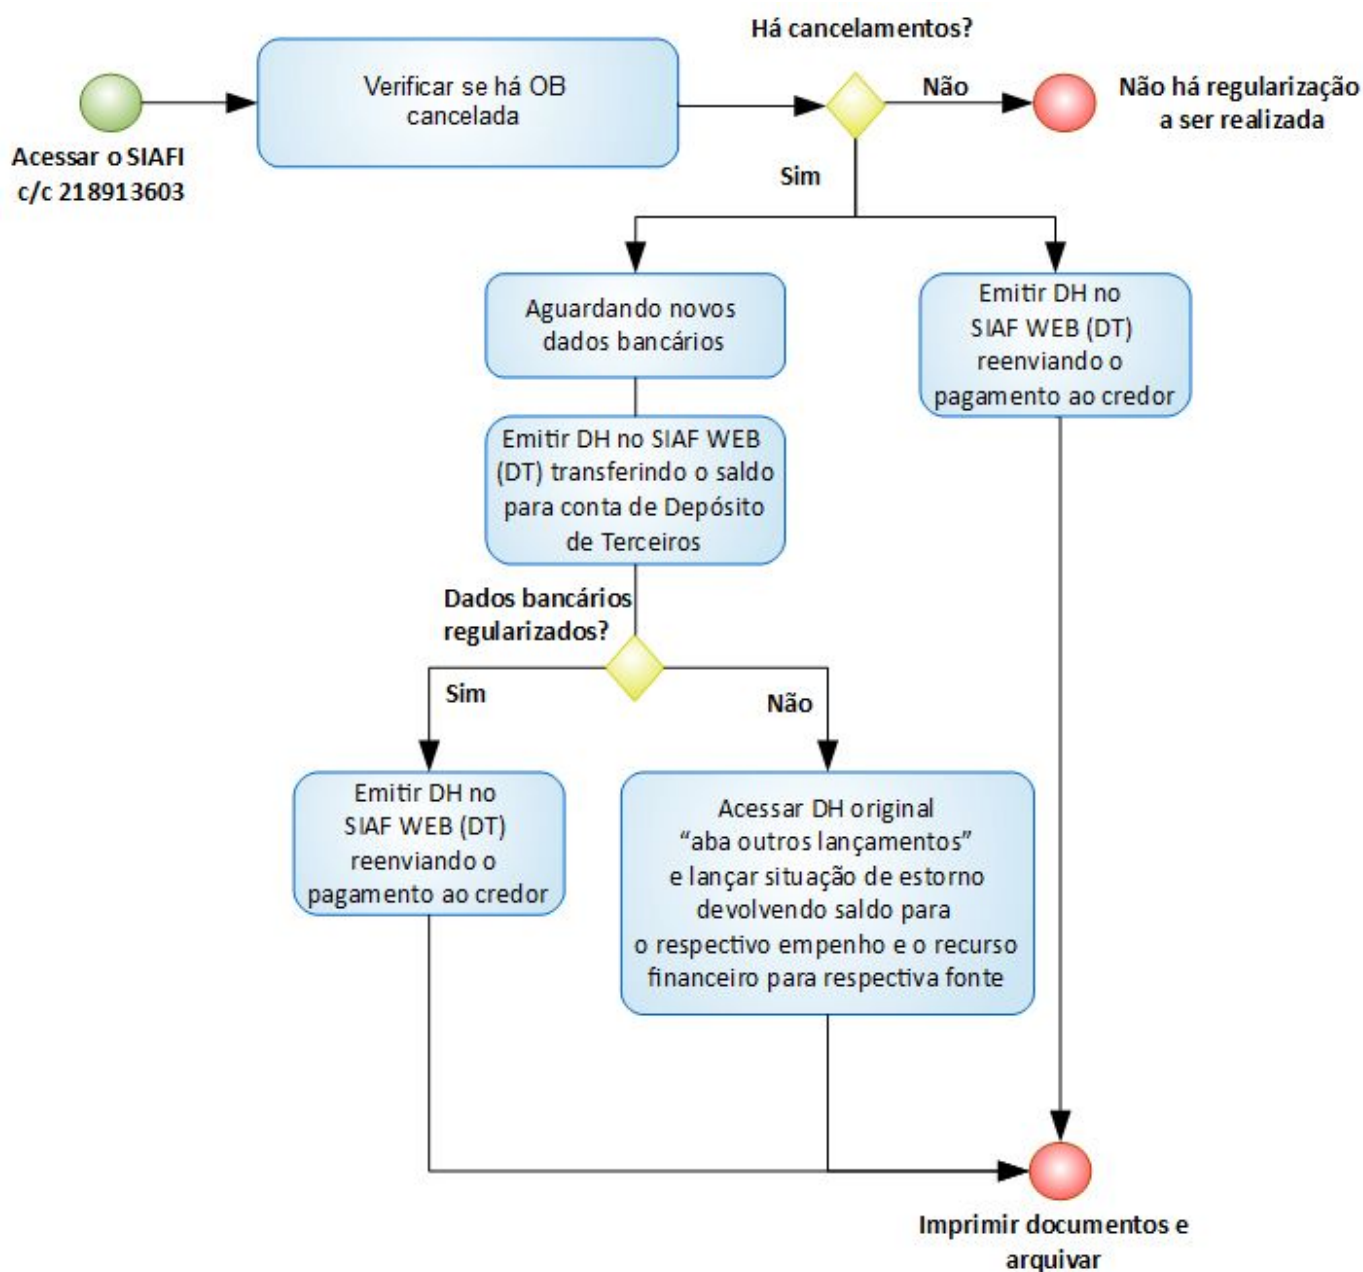 Há cancelamentos?
Verificar se há OB
cancelada
Não
Não há regularização
a ser realizada
Acessar o SIAFI
c/c 218913603
Sim
Aguardando novos
dados bancários
Emitir DH no
SIAF WEB (DT)
reenviando o
pagamento ao credor
Emitir DH no SIAF WEB
(DT) transferindo o saldo
para conta de Depósito
de Terceiros
Dados bancários
regularizados?
Sim
Não
Emitir DH no
SIAF WEB (DT)
reenviando o
pagamento ao credor
Acessar DH original
“aba outros lançamentos”
e lançar situação de estorno
devolvendo saldo para
o respectivo empenho e o recurso
financeiro para respectiva fonte
Imprimir documentos e
arquivar